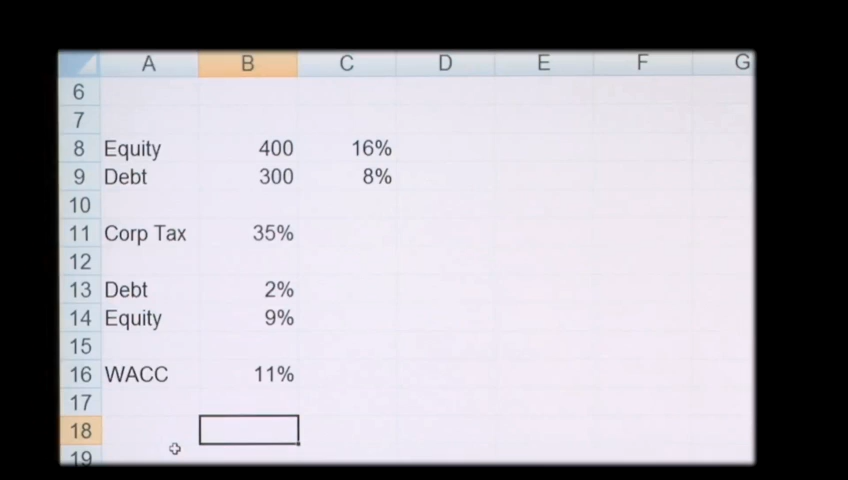 A B C D E F G
6
7
8 Equity 400 16%
9 Debt 300 8%
10
11 Corp Tax 35%
12
13 Debt 2%
14 Equity 9%
15
16 WACC 11%
17
18
19